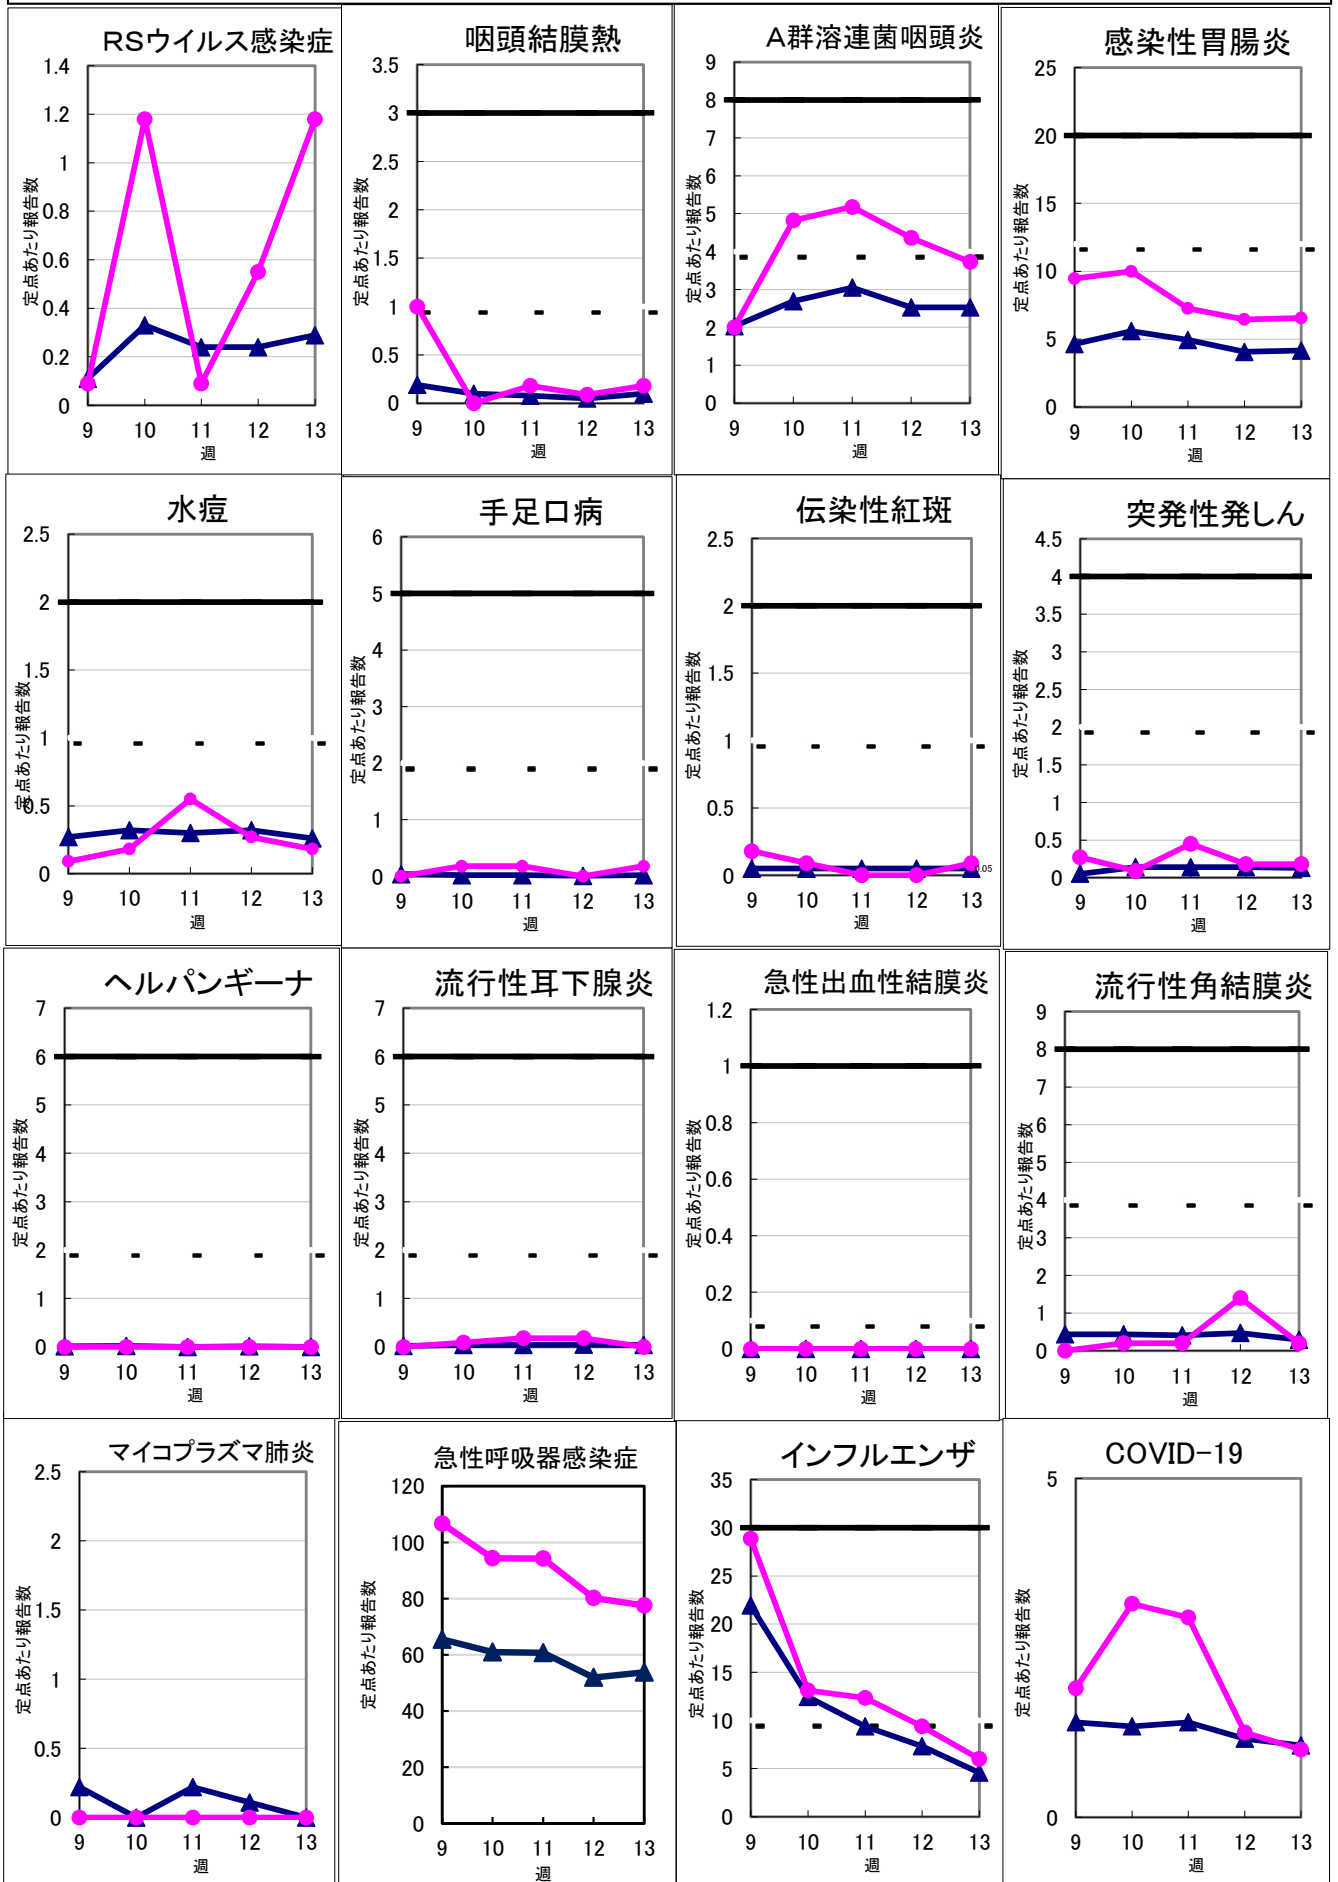 RSウイルス感染症
1.4
1.2
1
0.8
0.6
0.4
0.2
0
定点あたり報告数
9 10 11 12 13
週
咽頭結膜熱
3.5
3
2.5
2
1.5
1
0.5
0
定点あたり報告数
9 10 11 12 13
週
A群溶連菌咽頭炎
9
8
7
6
5
4
3
2
1
0
定点あたり報告数
9 10 11 12 13
週
感染性胃腸炎
25
20
15
10
5
0
定点あたり報告数
9 10 11 12 13
週
水痘
2.5
2
1.5
1
0.5
0
定点あたり報告数
9 10 11 12 13
週
手足口病
6
5
4
3
2
1
0
定点あたり報告数
9 10 11 12 13
週
伝染性紅斑
2.5
2
1.5
1
0.5
0
定点あたり報告数
0.05
9 10 11 12 13
週
突発性発しん
4.5
4
3.5
3
2.5
2
1.5
1
0.5
0
定点あたり報告数
9 10 11 12 13
週
ヘルパンギーナ
7
6
5
4
3
2
1
0
定点あたり報告数
9 10 11 12 13
週
流行性耳下腺炎
7
6
5
4
3
2
1
0
定点あたり報告数
9 10 11 12 13
週
急性出血性結膜炎
1.2
1
0.8
0.6
0.4
0.2
0
定点あたり報告数
9 10 11 12 13
週
流行性角結膜炎
9
8
7
6
5
4
3
2
1
0
定点あたり報告数
9 10 11 12 13
週
マイコプラズマ肺炎
2.5
2
1.5
1
0.5
0
定点あたり報告数
9 10 11 12 13
週
急性呼吸器感染症
120
100
80
60
40
20
0
定点あたり報告数
9 10 11 12 13
週
インフルエンザ
35
30
25
20
15
10
5
0
定点あたり報告数
9 10 11 12 13
週
COVID-19
5
0
定点あたり報告数
9 10 11 12 13
週